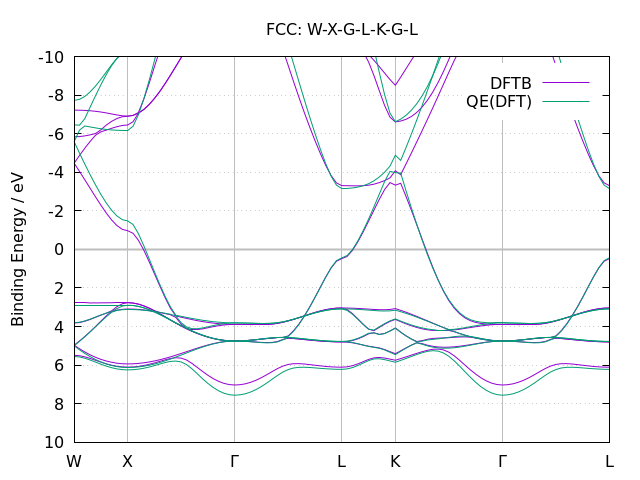 FCC: W-X-G-L-K-G-L
-10
-8
-6
-4
-2
0
2
4
6
8
10
Binding Energy / eV
DFTB
QE(DFT)
W X Γ L K Γ L